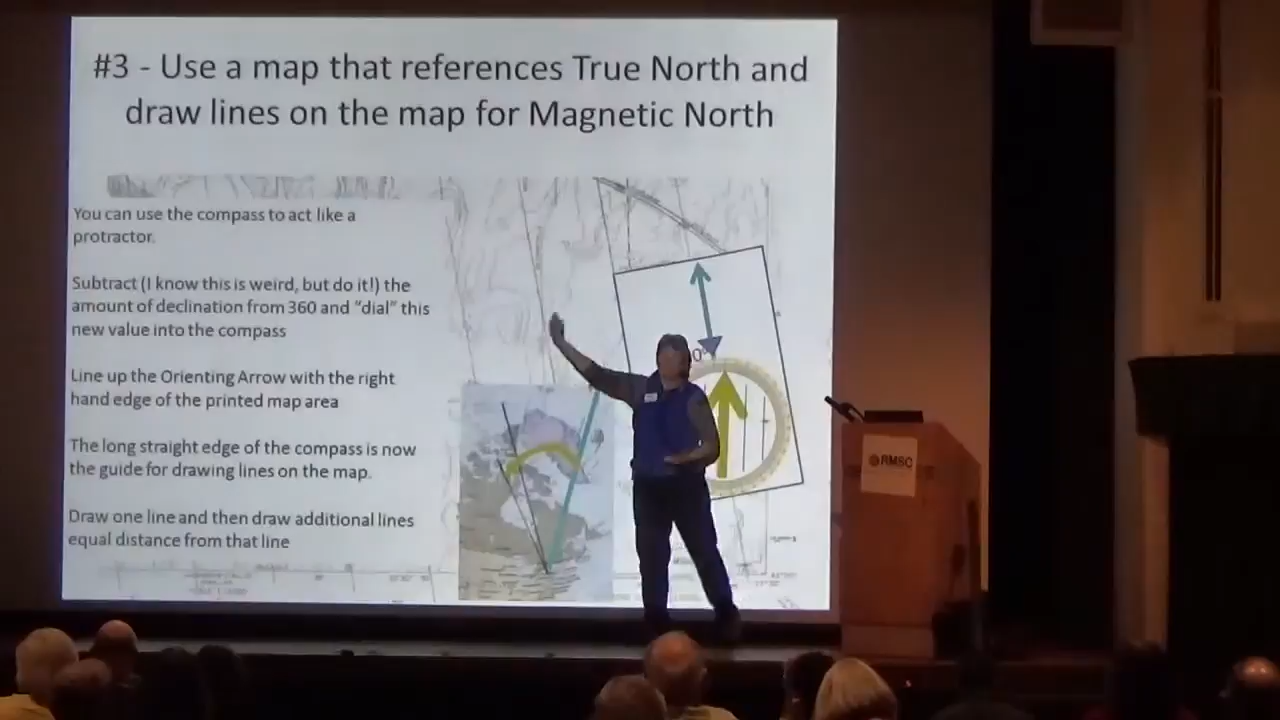 #3 - Use a map that references True North and
draw lines on the map for Magnetic North
You can use the compass to act like a
protractor.
Subtract (I know this is weird, but do it!) the
amount of declination from 360 and "dial" this
new value into the compass
Line up the Orienting Arrow with the right
hand edge of the printed map area
The long straight edge of the compass is now
the guide for drawing lines on the map.
Draw one line and then draw additional lines
equal distance from that line
RMSC